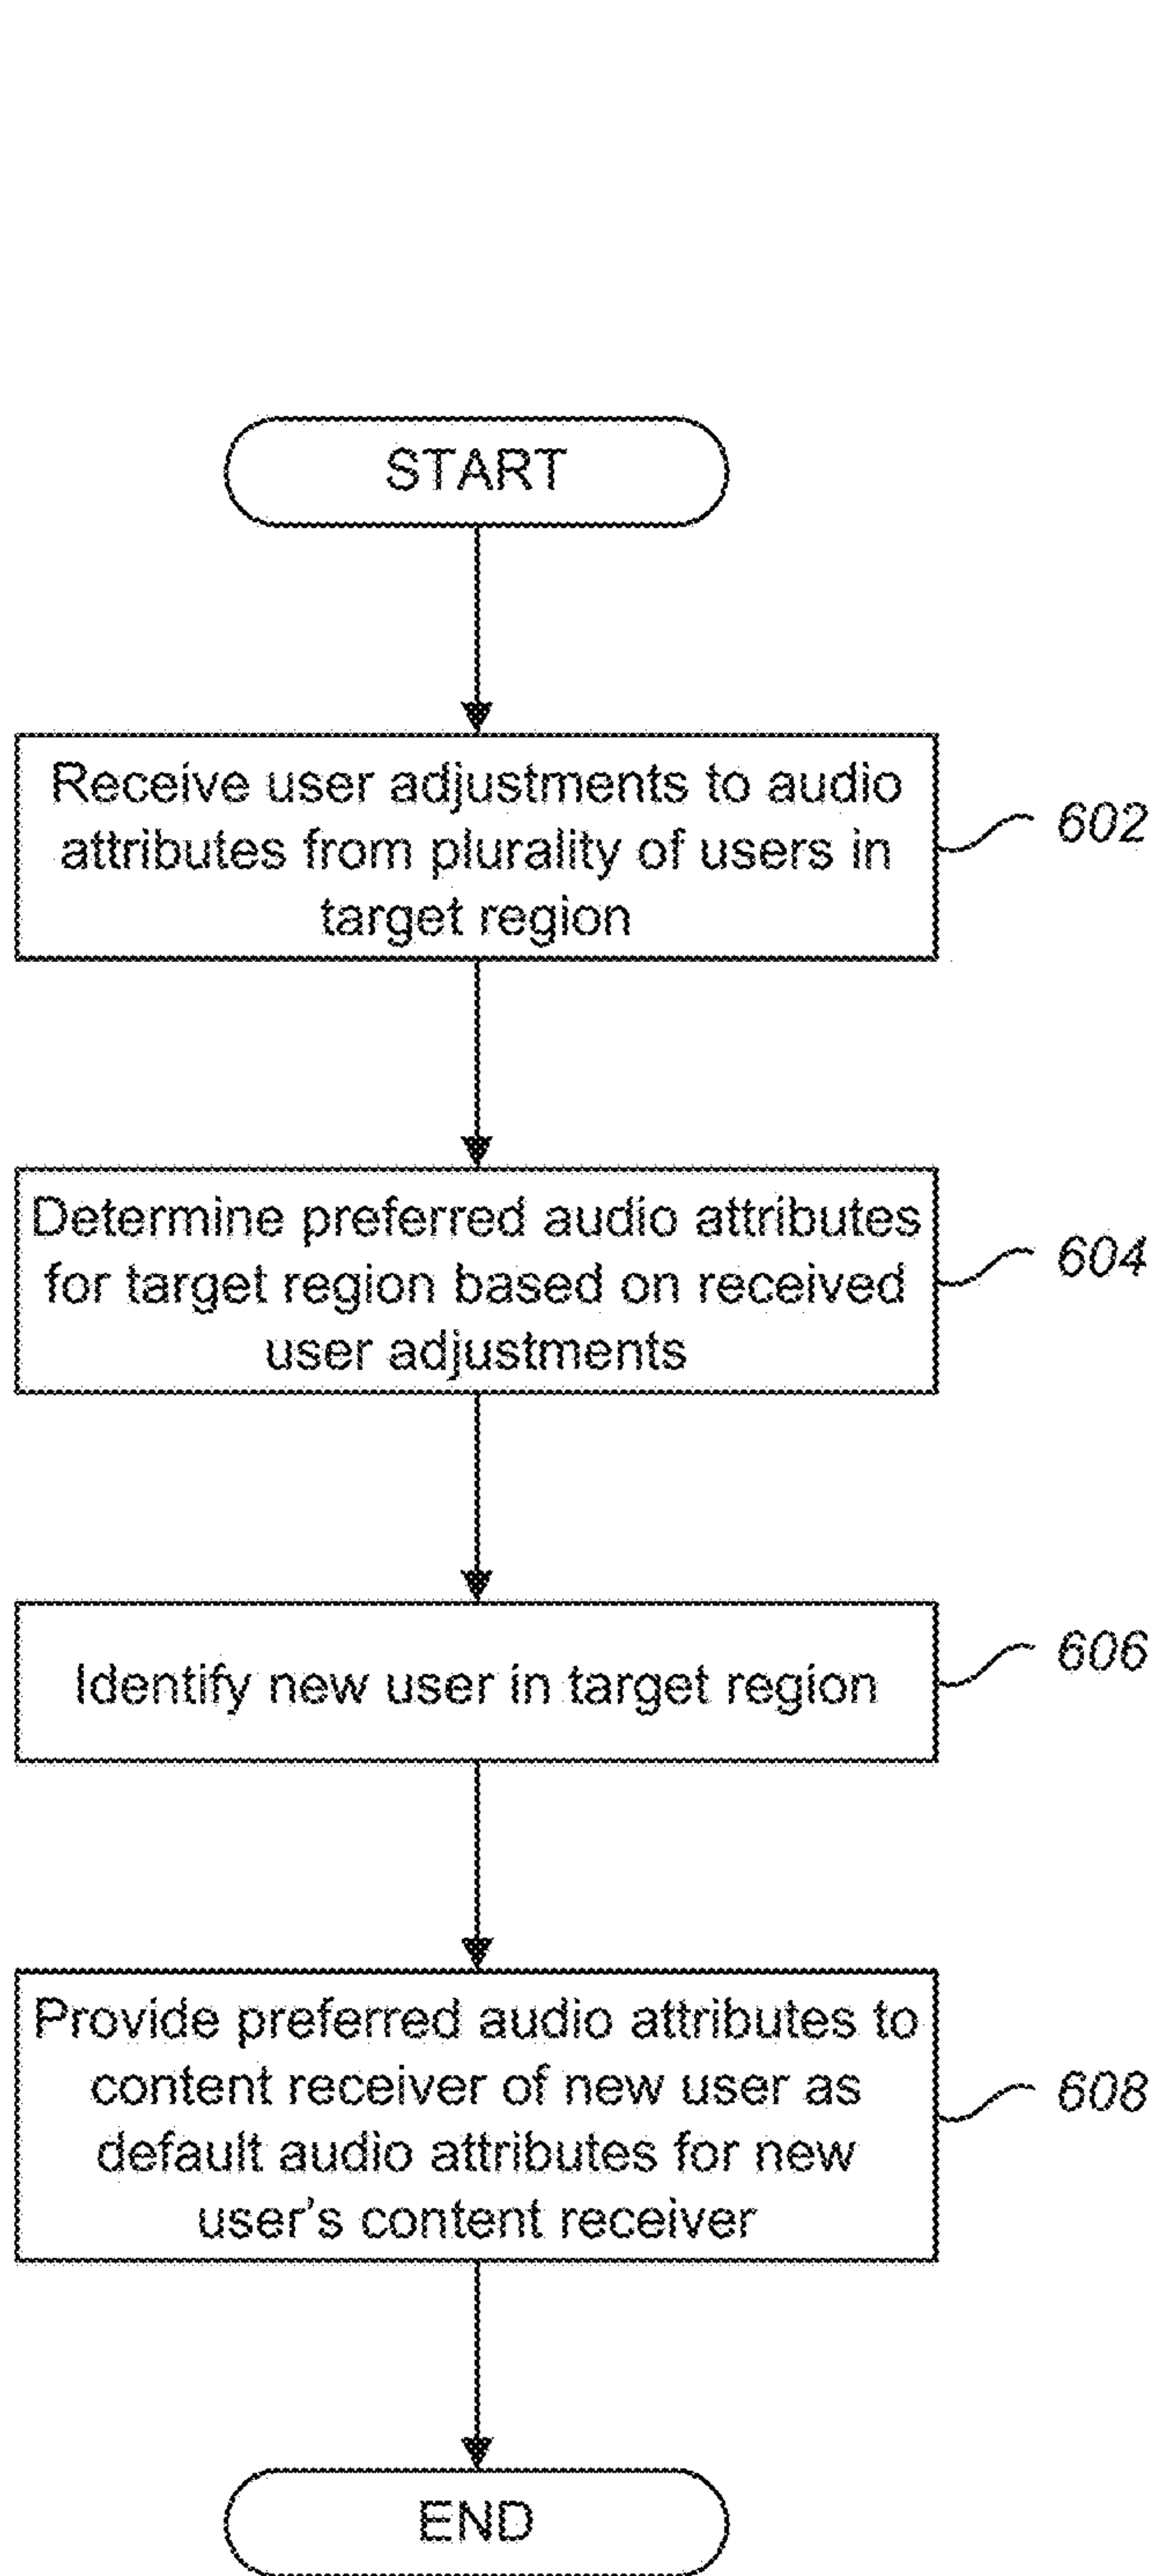 START
Receive user adjustments to audio
attributes from plurality of users in
target region
602
Determine preferred audio attributes
for target region based on received
user adjustments
604
Identify new user in target region
606
Provide preferred audio attributes to
content receiver of new user as
default audio attributes for new
user's content receiver
608
END